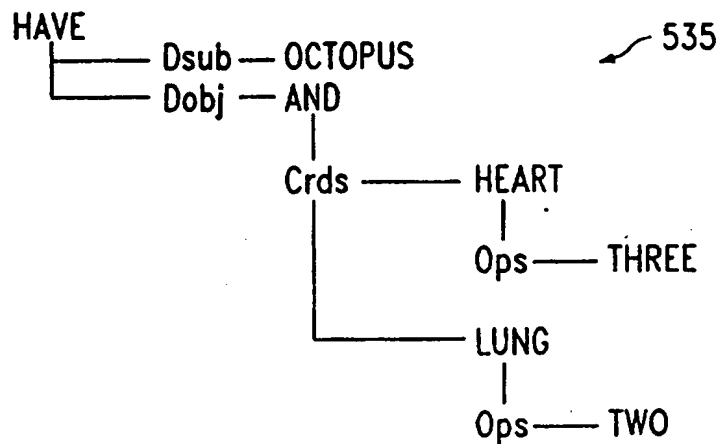 HAVE
535
Dsub OCTOPUS
Dobj AND
Crds HEART
Ops THREE
LUNG
Ops TWO